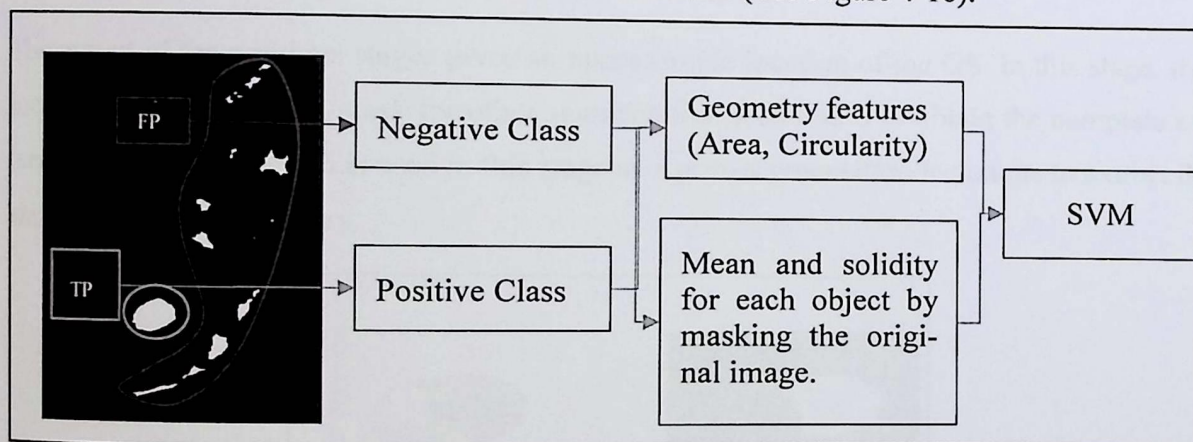 FP
TP
Negative Class
Positive Class
Geometry features
(Area, Circularity)
Mean and solidity
for each object by
masking the origi-
nal image.
SVM